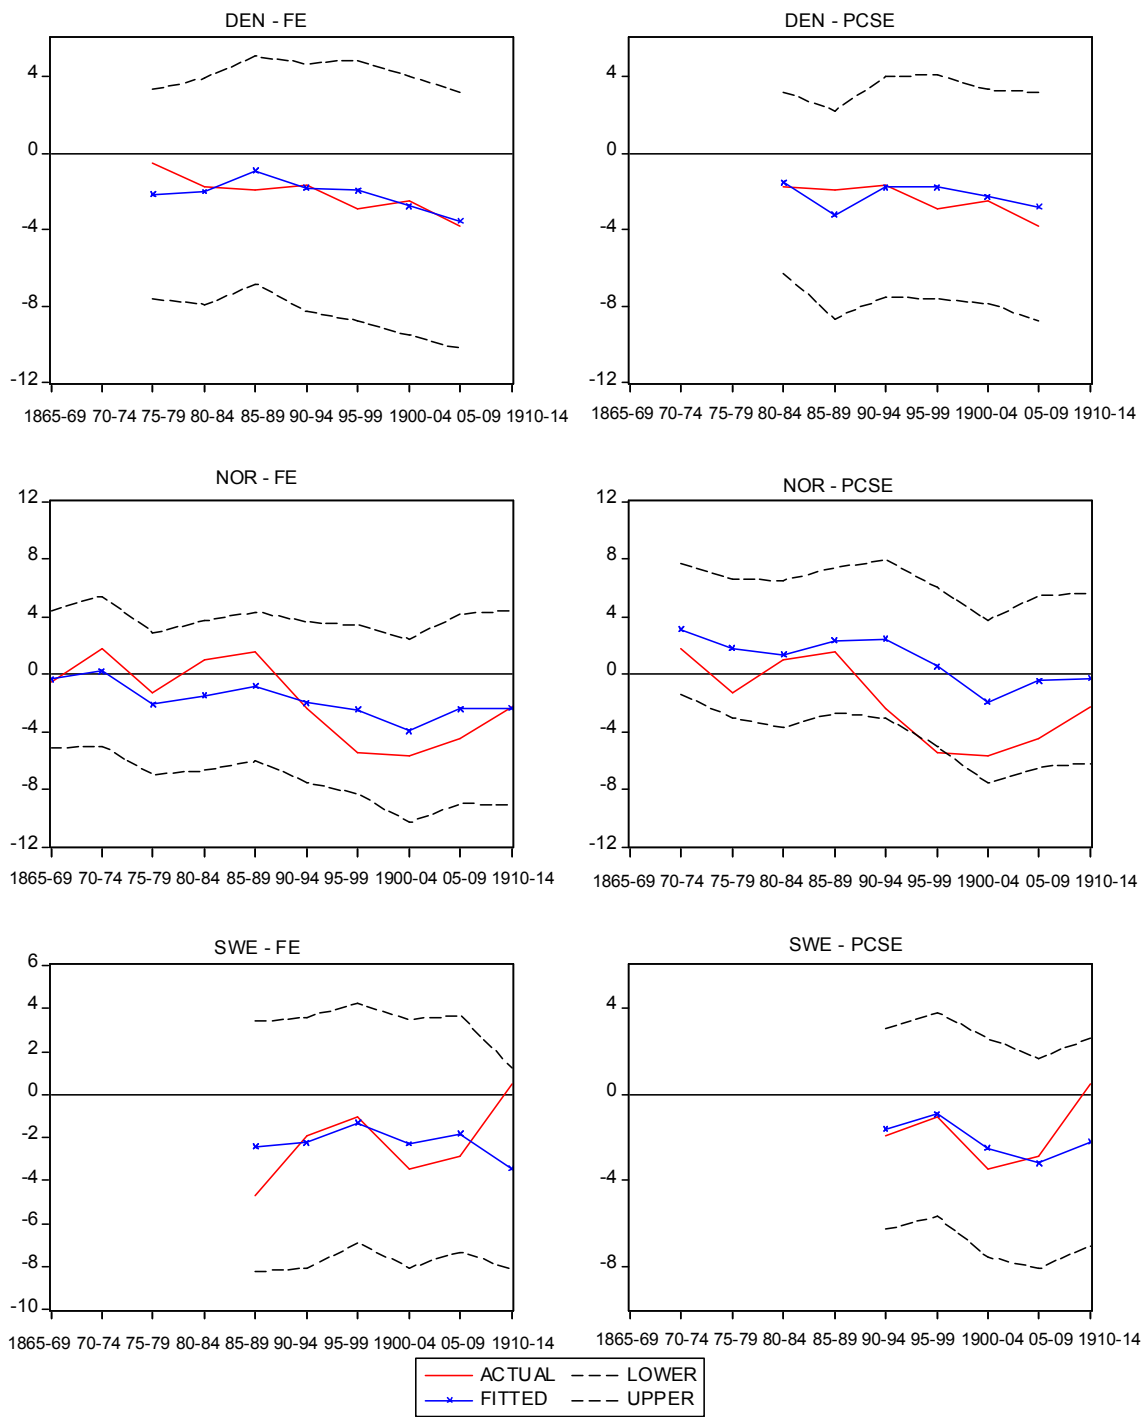 DEN - FE
4
0
-4
-8
-12
1865-69 70-74 75-79 80-84 85-89 90-94 95-99 1900-04 05-09 1910-14
DEN - PCSE
4
0
-4
-8
-12
1865-69 70-74 75-79 80-84 85-89 90-94 95-99 1900-04 05-09 1910-14
NOR - FE
12
8
4
0
-4
-8
-12
1865-69 70-74 75-79 80-84 85-89 90-94 95-99 1900-04 05-09 1910-14
NOR - PCSE
12
8
4
0
-4
-8
-12
1865-69 70-74 75-79 80-84 85-89 90-94 95-99 1900-04 05-09 1910-14
SWE - FE
6
4
2
0
-2
-4
-6
-8
-10
1865-69 70-74 75-79 80-84 85-89 90-94 95-99 1900-04 05-09 1910-14
SWE - PCSE
4
0
-4
-8
1865-69 70-74 75-79 80-84 85-89 90-94 95-99 1900-04 05-09 1910-14
ACTUAL LOWER
FITTED UPPER